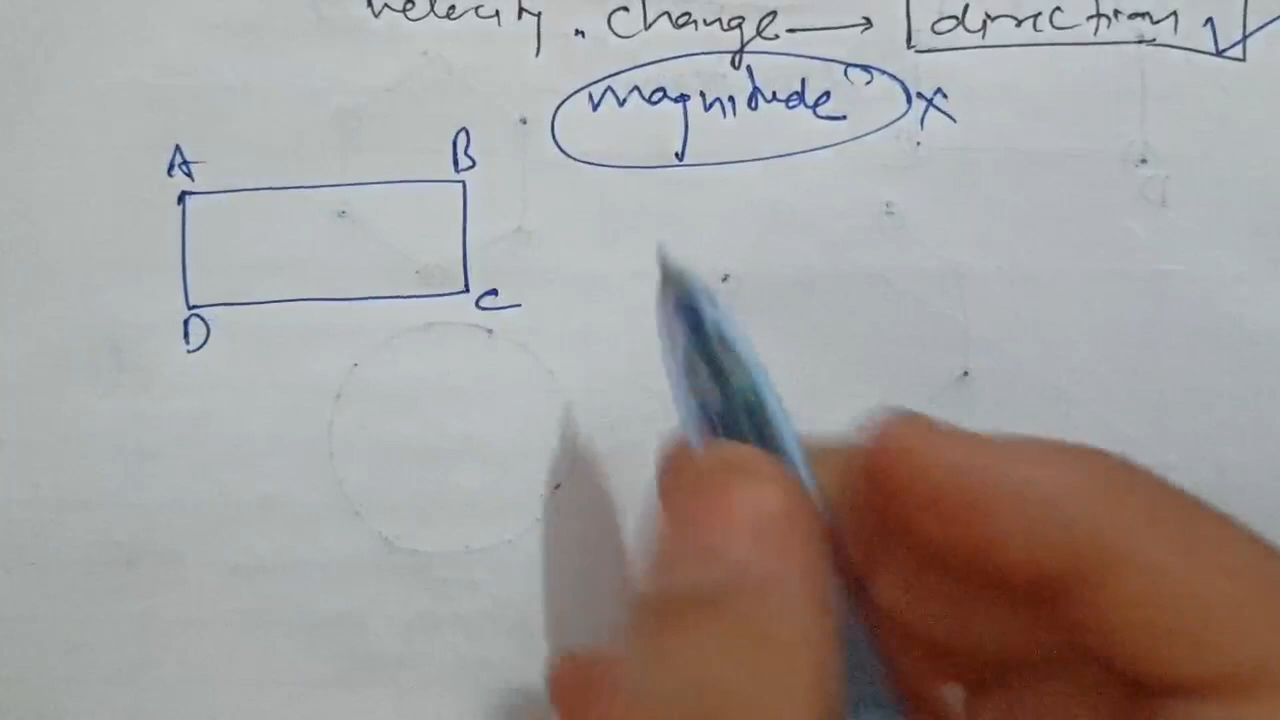 velocity. change → direction ✓
magnitude X
A B
D C